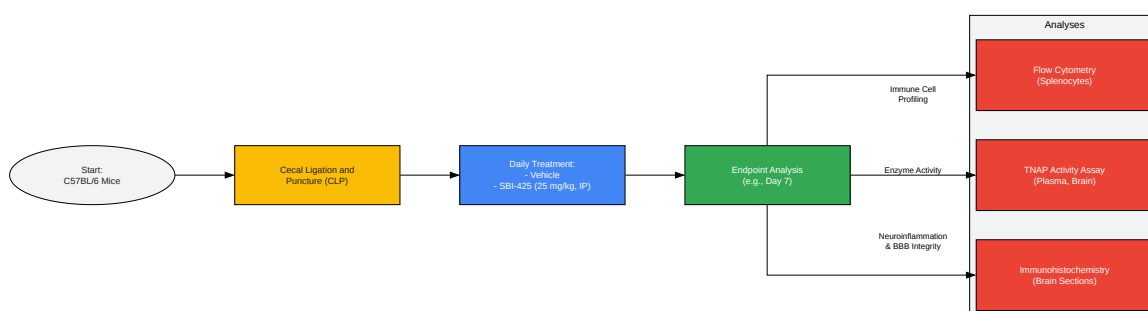 Start:
C57BL/6 Mice
Cecal Ligation and
Puncture (CLP)
Daily Treatment:
- Vehicle
- SBI-425 (25 mg/kg, IP)
Endpoint Analysis
(e.g., Day 7)
Immune Cell
Profiling
Enzyme Activity
Neuroinflammation
& BBB Integrity
Analyses
Flow Cytometry
(Splenocytes)
TNAP Activity Assay
(Plasma, Brain)
Immunohistochemistry
(Brain Sections)